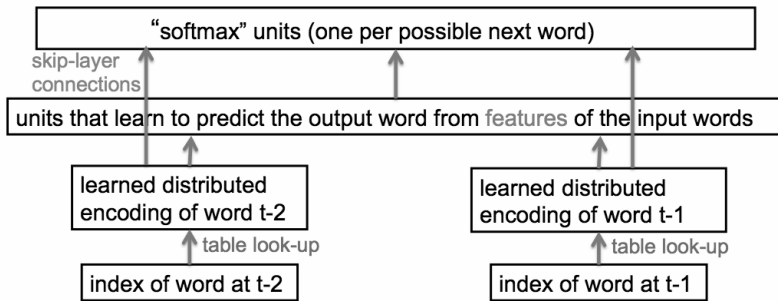 “softmax” units (one per possible next word)
skip-layer
connections
units that learn to predict the output word from features of the input words
learned distributed
encoding of word t-2
learned distributed
encoding of word t-1
table look-up
table look-up
index of word at t-2
index of word at t-1